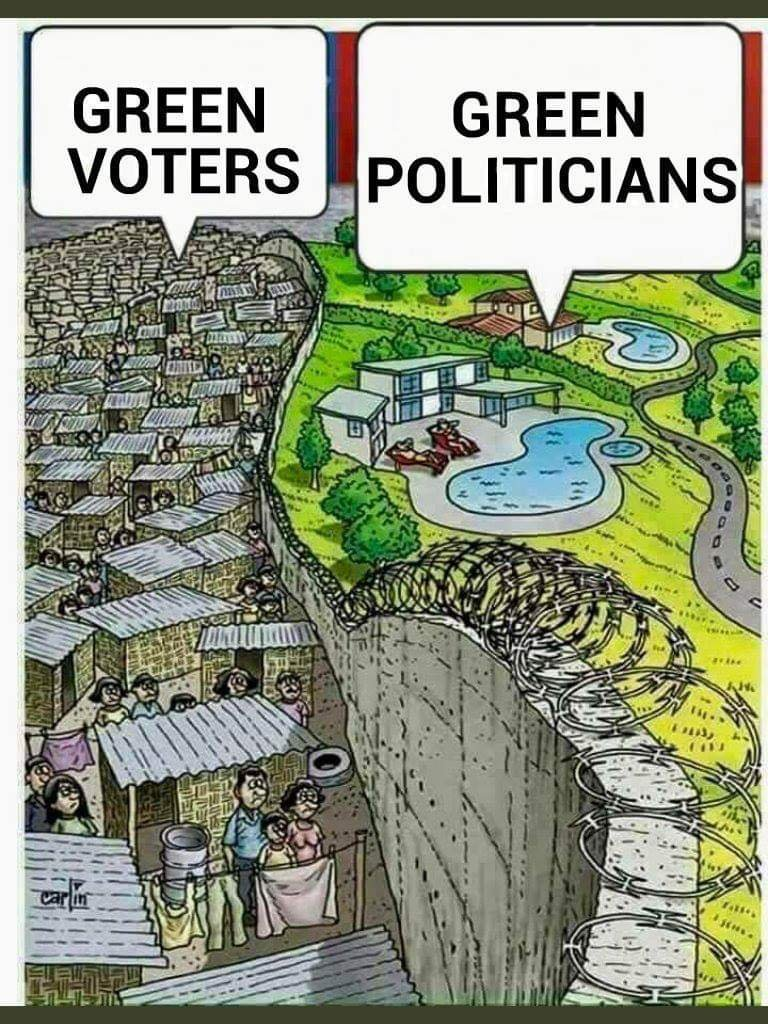 GREEN
VOTERS
GREEN
POLITICIANS
carlin